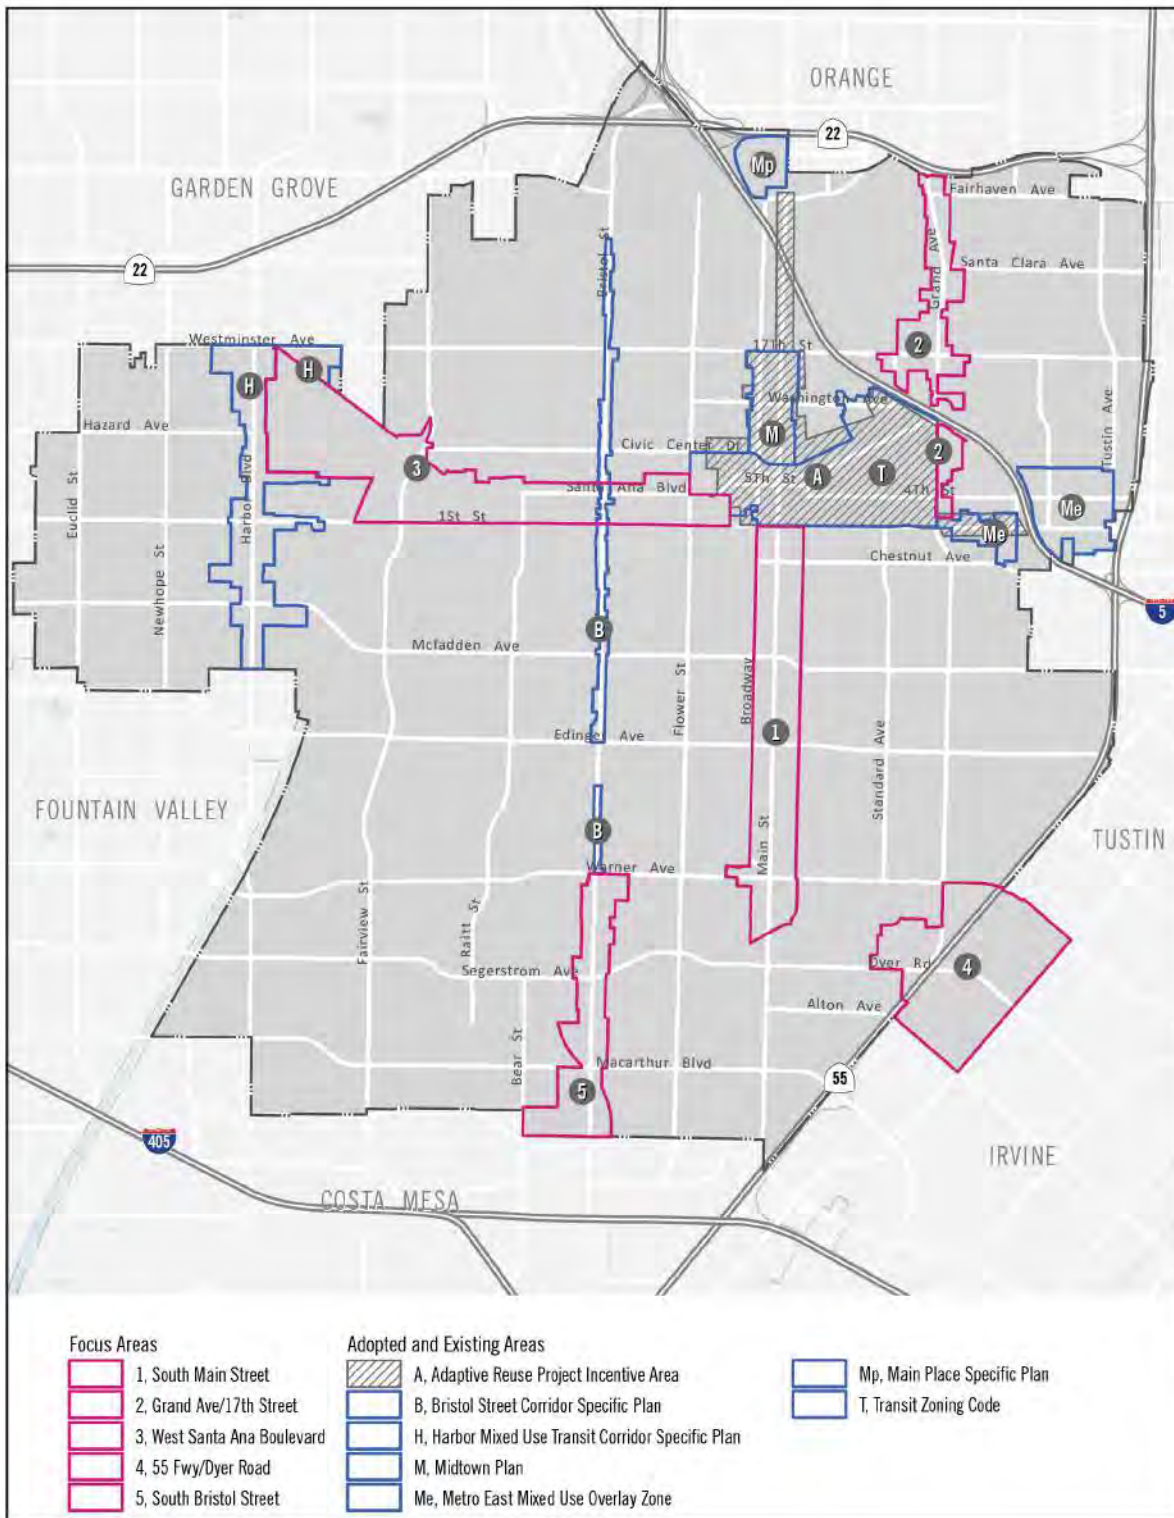 ORANGE
22
Mp
GARDEN GROVE
Fairhaven Ave
Bristol St
Grand Ave
Santa Clara Ave
22
Westminster Ave
17Th St
2
H
H
Washington Ave
Tustin Ave
Hazard Ave
Civic Center Dr
M
2
3
5Th St
A
T
Euclid St
Harbor Blvd
Santa Ana Blvd
4Th St
Me
1St St
Me
Newhope St
Chestnut Ave
5
B
Mcfadden Ave
Flower St
Broadway
1
Edinger Ave
Standard Ave
FOUNTAIN VALLEY
B
Main St
TUSTIN
Warner Ave
Fairview St
Raitt St
Segerstrom Ave
Dyer Rd
4
Alton Ave
Bear St
Macarthur Blvd
5
55
405
IRVINE
COSTA MESA
Focus Areas
1, South Main Street
2, Grand Ave/17th Street
3, West Santa Ana Boulevard
4, 55 Fwy/Dyer Road
5, South Bristol Street
Adopted and Existing Areas
A, Adaptive Reuse Project Incentive Area
B, Bristol Street Corridor Specific Plan
H, Harbor Mixed Use Transit Corridor Specific Plan
M, Midtown Plan
Me, Metro East Mixed Use Overlay Zone
Mp, Main Place Specific Plan
T, Transit Zoning Code